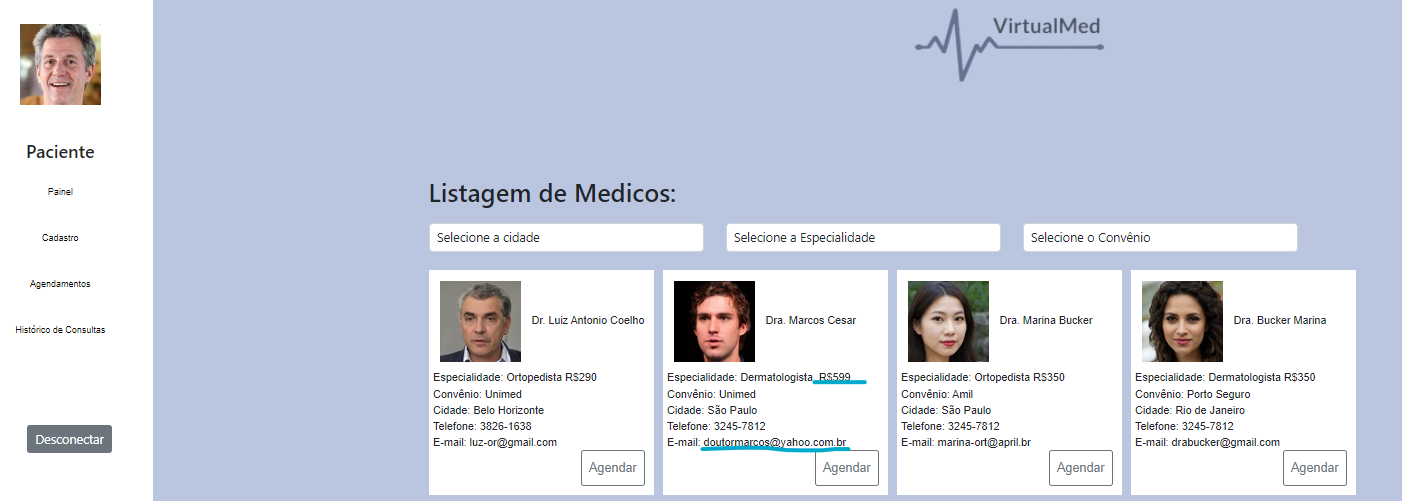 VirtualMed
Paciente
Painel
Cadastro
Agendamentos
Histórico de Consultas
Desconectar
Listagem de Medicos:
Selecione a cidade
Selecione a Especialidade
Selecione o Convênio
Dr. Luiz Antonio Coelho
Especialidade: Ortopedista R$290
Convênio: Unimed
Cidade: Belo Horizonte
Telefone: 3826-1638
E-mail: luz-or@gmail.com
Agendar
Dra. Marcos Cesar
Especialidade: Dermatologista R$599
Convênio: Unimed
Cidade: São Paulo
Telefone: 3245-7812
E-mail: doutormarcos@yahoo.com.br
Agendar
Dra. Marina Bucker
Especialidade: Ortopedista R$350
Convênio: Amil
Cidade: São Paulo
Telefone: 3245-7812
E-mail: marina-ort@april.br
Agendar
Dra. Bucker Marina
Especialidade: Dermatologista R$350
Convênio: Porto Seguro
Cidade: Rio de Janeiro
Telefone: 3245-7812
E-mail: drabucker@gmail.com
Agendar